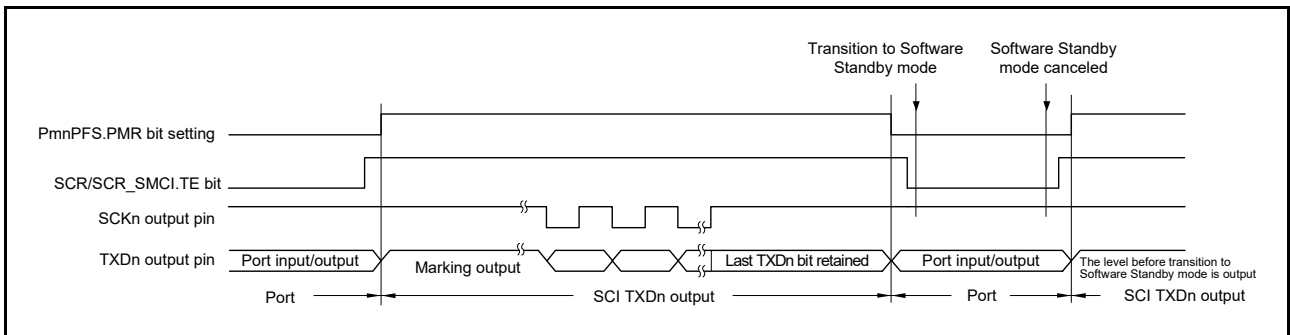 Transition to Software
Standby mode
Software Standby
mode canceled
PmnPFS.PMR bit setting
SCR/SCR_SMCI.TE bit
SCKn output pin
TXDn output pin
Port input/output
Marking output
Last TXDn bit retained
Port input/output
The level before transition to
Software Standby mode is output
Port
SCI TXDn output
Port
SCI TXDn output